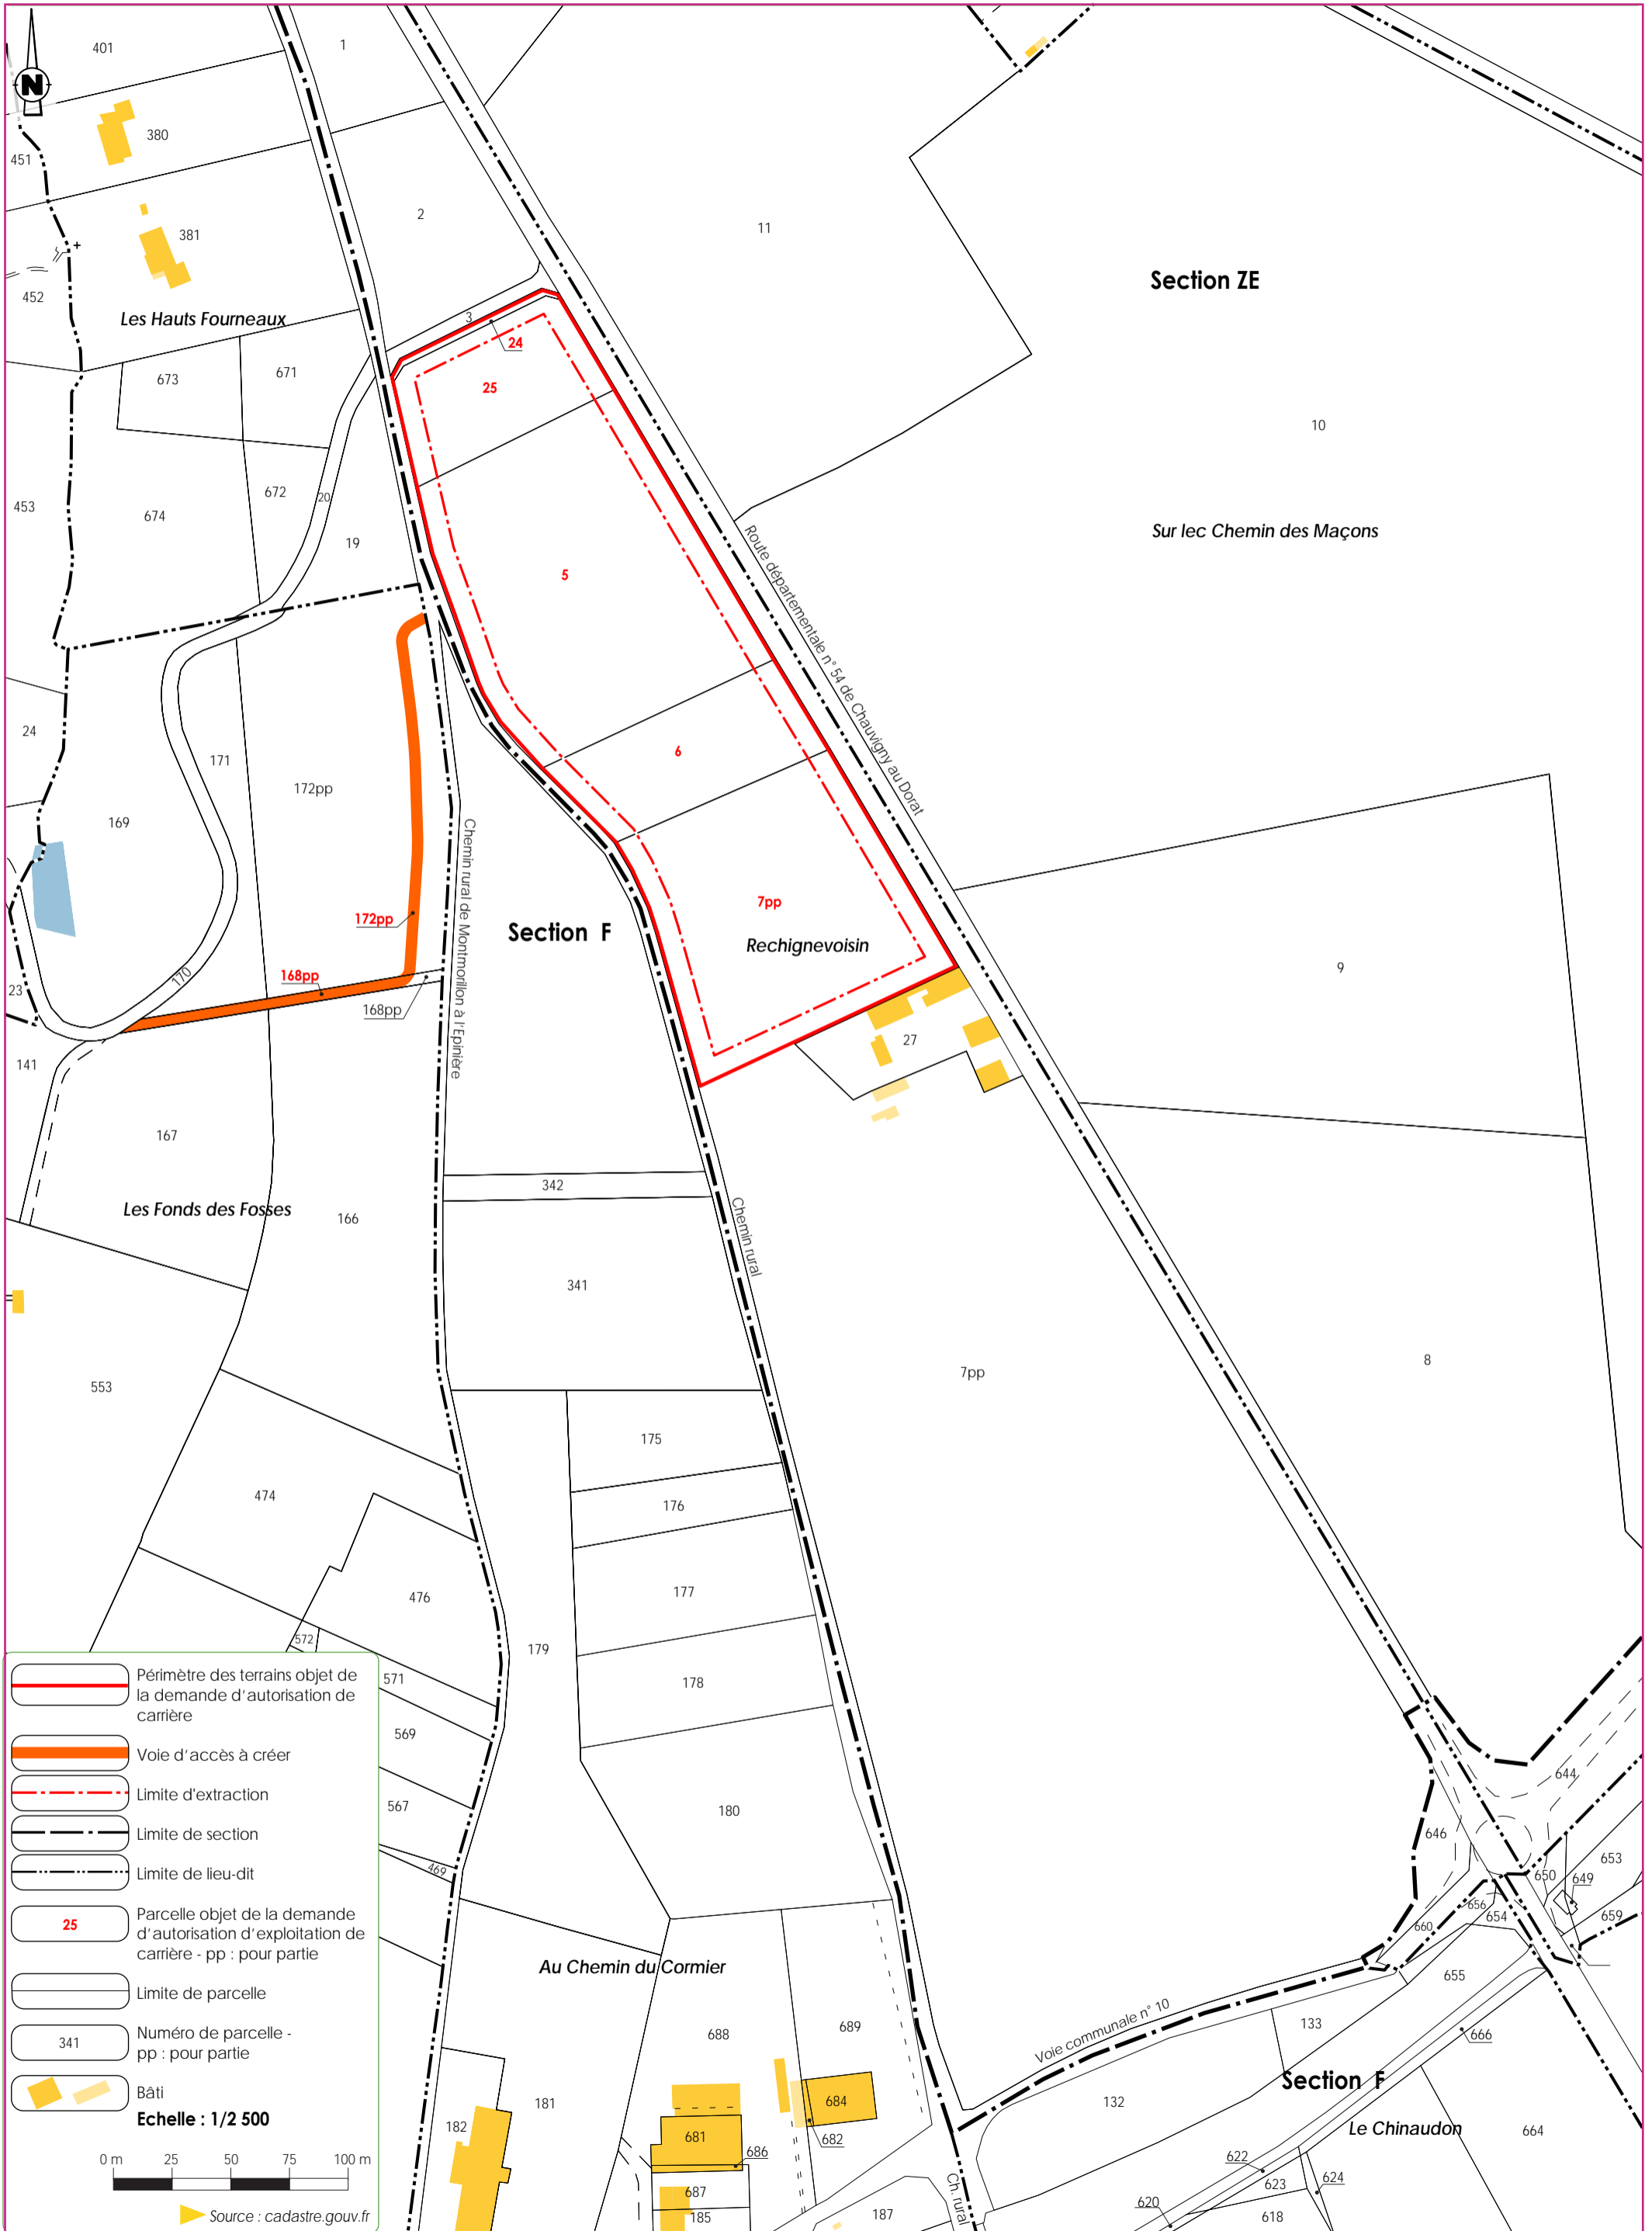 401
1
N
380
451
2
381
11
452
Section ZE
Les Hauts Fourneaux
3
24
673
671
25
10
453
672
20
674
19
Sur lec Chemin des Maçons
5
Route départementale n° 54 de Chauvigny au Dorat
24
171
6
172pp
169
Chemin rural de Montmorillon à l'Epinière
7pp
172pp
Section F
Rechignevoisin
9
23
170
168pp
168pp
27
141
167
342
Les Fonds des Fosses
166
Chemin rural
341
8
553
7pp
175
474
176
476
177
572
179
571
178
569
567
180
644
646
469
653
650
649
656
654
659
660
Au Chemin du Cormier
655
688
689
Voie communale n° 10
133
666
Section F
181
684
132
182
681
682
Le Chinaudon
664
686
622
687
623
624
185
187
Ch. rural
620
618
Périmètre des terrains objet de
la demande d'autorisation de
carrière
Voie d'accès à créer
Limite d'extraction
Limite de section
Limite de lieu-dit
25
Parcelle objet de la demande
d'autorisation d'exploitation de
carrière - pp : pour partie
Limite de parcelle
341
Numéro de parcelle -
pp : pour partie
Bâti
Echelle : 1/2 500
0 m 25 50 75 100 m
Source : cadastre.gouv.fr